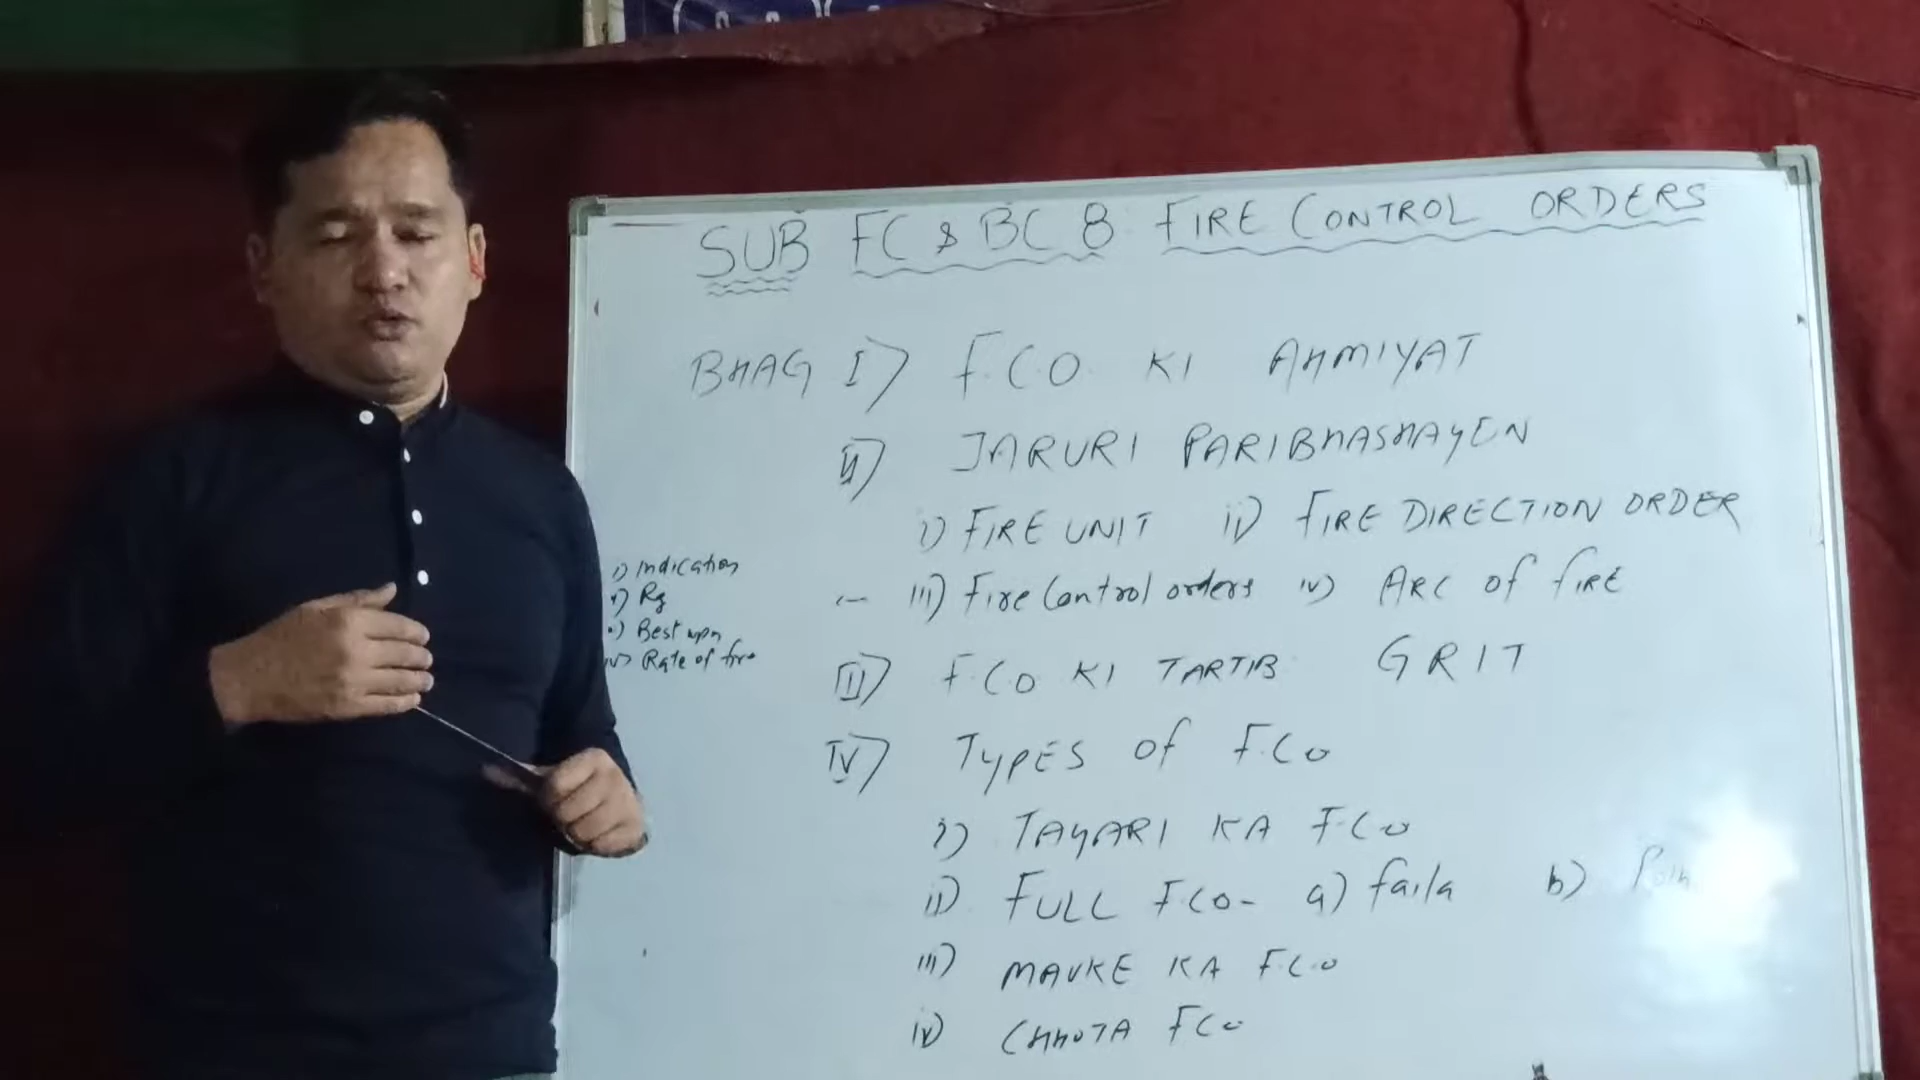 SUB FC & BC 8 FIRE CONTROL ORDERS
BHAG I) F.C.O. KI AHMIYAT
II) JARURI PARIBHASHAYEN
i) FIRE UNIT ii) FIRE DIRECTION ORDER
iii) Fire Control orders iv) ARC of fIRE
i) Indication
ii) Rg
iii) Best wpn
iv) Rate of fire
III) F.C.O KI TARTIB GRIT
IV) TYPES of F.C.O
i) TAYARI KA F.C.O
ii) FULL F.C.O- a) faila b)
iii) MAUKE KA F.C.O
iv) CHHOTA FCO